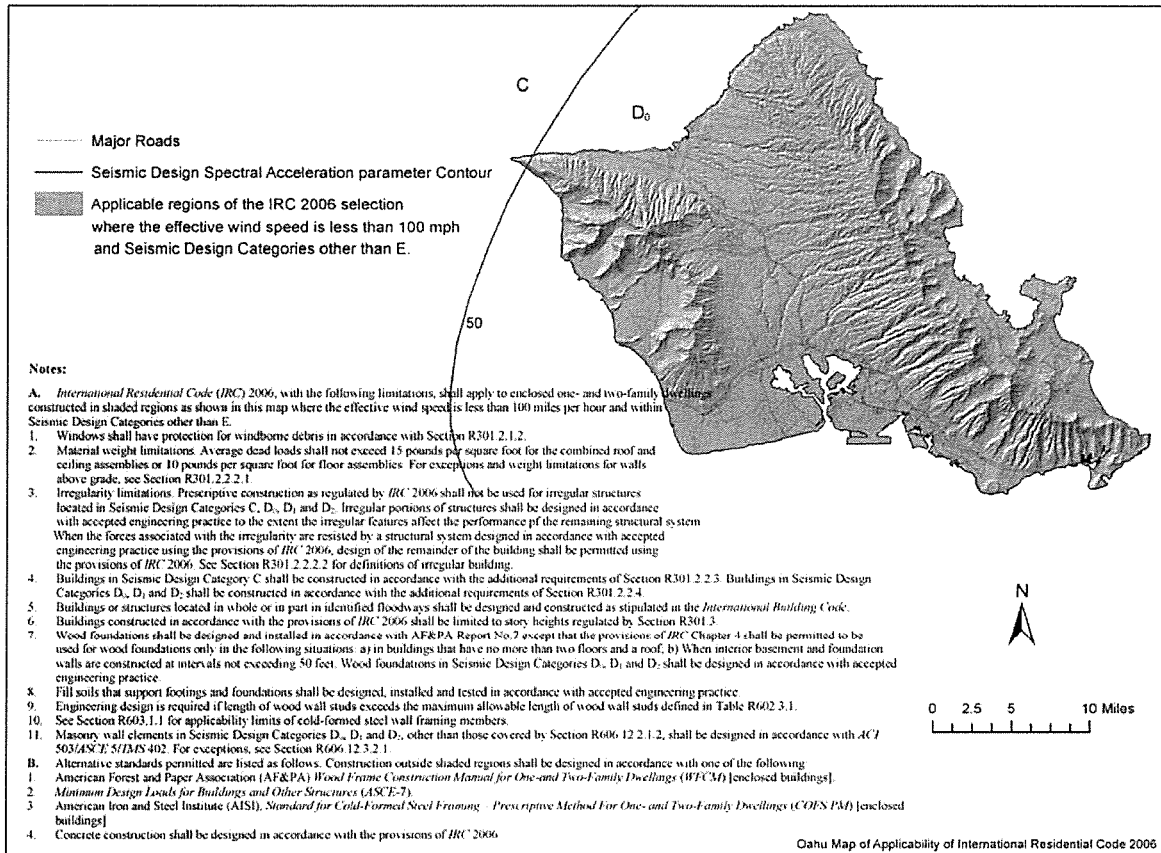 C
D₀
Major Roads
Seismic Design Spectral Acceleration parameter Contour
Applicable regions of the IRC 2006 selection
where the effective wind speed is less than 100 mph
and Seismic Design Categories other than E.
50
Notes:
A. International Residential Code (IRC) 2006, with the following limitations, shall apply to enclosed one- and two-family dwellings
constructed in shaded regions as shown in this map where the effective wind speed is less than 100 miles per hour and within
Seismic Design Categories other than E.
1. Windows shall have protection for windborne debris in accordance with Section R301.2.1.2.
2. Material weight limitations. Average dead loads shall not exceed 15 pounds per square foot for the combined roof and
ceiling assemblies or 10 pounds per square foot for floor assemblies. For exceptions and weight limitations for walls
above grade, see Section R301.2.2.2.1.
3. Irregularity limitations. Prescriptive construction as regulated by IRC 2006 shall not be used for irregular structures
located in Seismic Design Categories C, D₀, D₁ and D₂. Irregular portions of structures shall be designed in accordance
with accepted engineering practice to the extent the irregular features affect the performance pf the remaining structural system
When the forces associated with the irregularity are resisted by a structural system designed in accordance with accepted
engineering practice using the provisions of IRC 2006, design of the remainder of the building shall be permitted using
the provisions of IRC 2006. See Section R301.2.2.2.2 for definitions of irregular building.
4. Buildings in Seismic Design Category C shall be constructed in accordance with the additional requirements of Section R301.2.2.3. Buildings in Seismic Design
Categories D₀, D₁ and D₂ shall be constructed in accordance with the additional requirements of Section R301.2.2.4.
5. Buildings or structures located in whole or in part in identified floodways shall be designed and constructed as stipulated in the International Building Code.
6. Buildings constructed in accordance with the provisions of IRC 2006 shall be limited to story heights regulated by Section R301.3.
7. Wood foundations shall be designed and installed in accordance with AF&PA Report No.7 except that the provisions of IRC Chapter 4 shall be permitted to be
used for wood foundations only in the following situations: a) in buildings that have no more than two floors and a roof; b) When interior basement and foundation
walls are constructed at intervals not exceeding 50 feet. Wood foundations in Seismic Design Categories D₀, D₁ and D₂ shall be designed in accordance with accepted
engineering practice.
8. Fill soils that support footings and foundations shall be designed, installed and tested in accordance with accepted engineering practice.
9. Engineering design is required if length of wood wall studs exceeds the maximum allowable length of wood wall studs defined in Table R602.3.1.
10. See Section R603.1.1 for applicability limits of cold-formed steel wall framing members.
11. Masonry wall elements in Seismic Design Categories D₀, D₁ and D₂, other than those covered by Section R606.12.2.1.2, shall be designed in accordance with ACI
503/ASCE 5/TMS 402. For exceptions, see Section R606.12.3.2.1.
B. Alternative standards permitted are listed as follows. Construction outside shaded regions shall be designed in accordance with one of the following
1. American Forest and Paper Association (AF&PA) Wood Frame Construction Manual for One-and Two-Family Dwellings (WFCM) [enclosed buildings].
2. Minimum Design Loads for Buildings and Other Structures (ASCE-7).
3 American Iron and Steel Institute (AISI), Standard for Cold-Formed Steel Framing – Prescriptive Method For One- and Two-Family Dwellings (COFS PM) [enclosed
buildings]
4. Concrete construction shall be designed in accordance with the provisions of IRC 2006
N
0 2.5 5 10 Miles
Oahu Map of Applicability of International Residential Code 2006